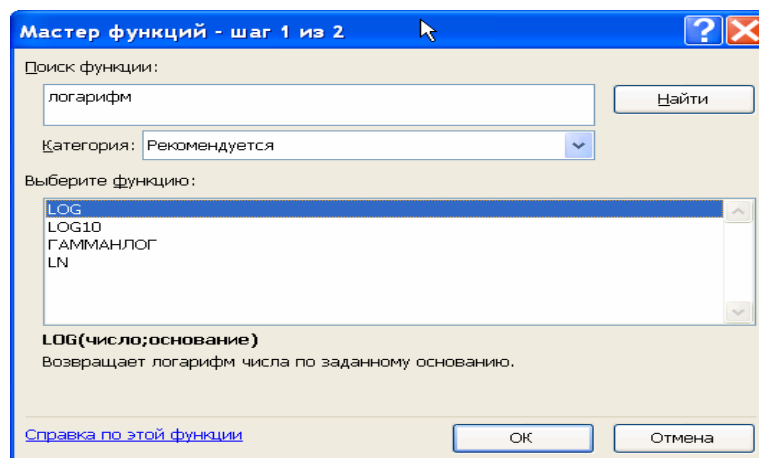 Мастер функций - шаг 1 из 2
Поиск функции:
логарифм
Найти
Категория: Рекомендуется
Выберите функцию:
LOG
LOG10
ГАММАНЛОГ
LN
LOG(число;основание)
Возвращает логарифм числа по заданному основанию.
Справка по этой функции
ОК
Отмена